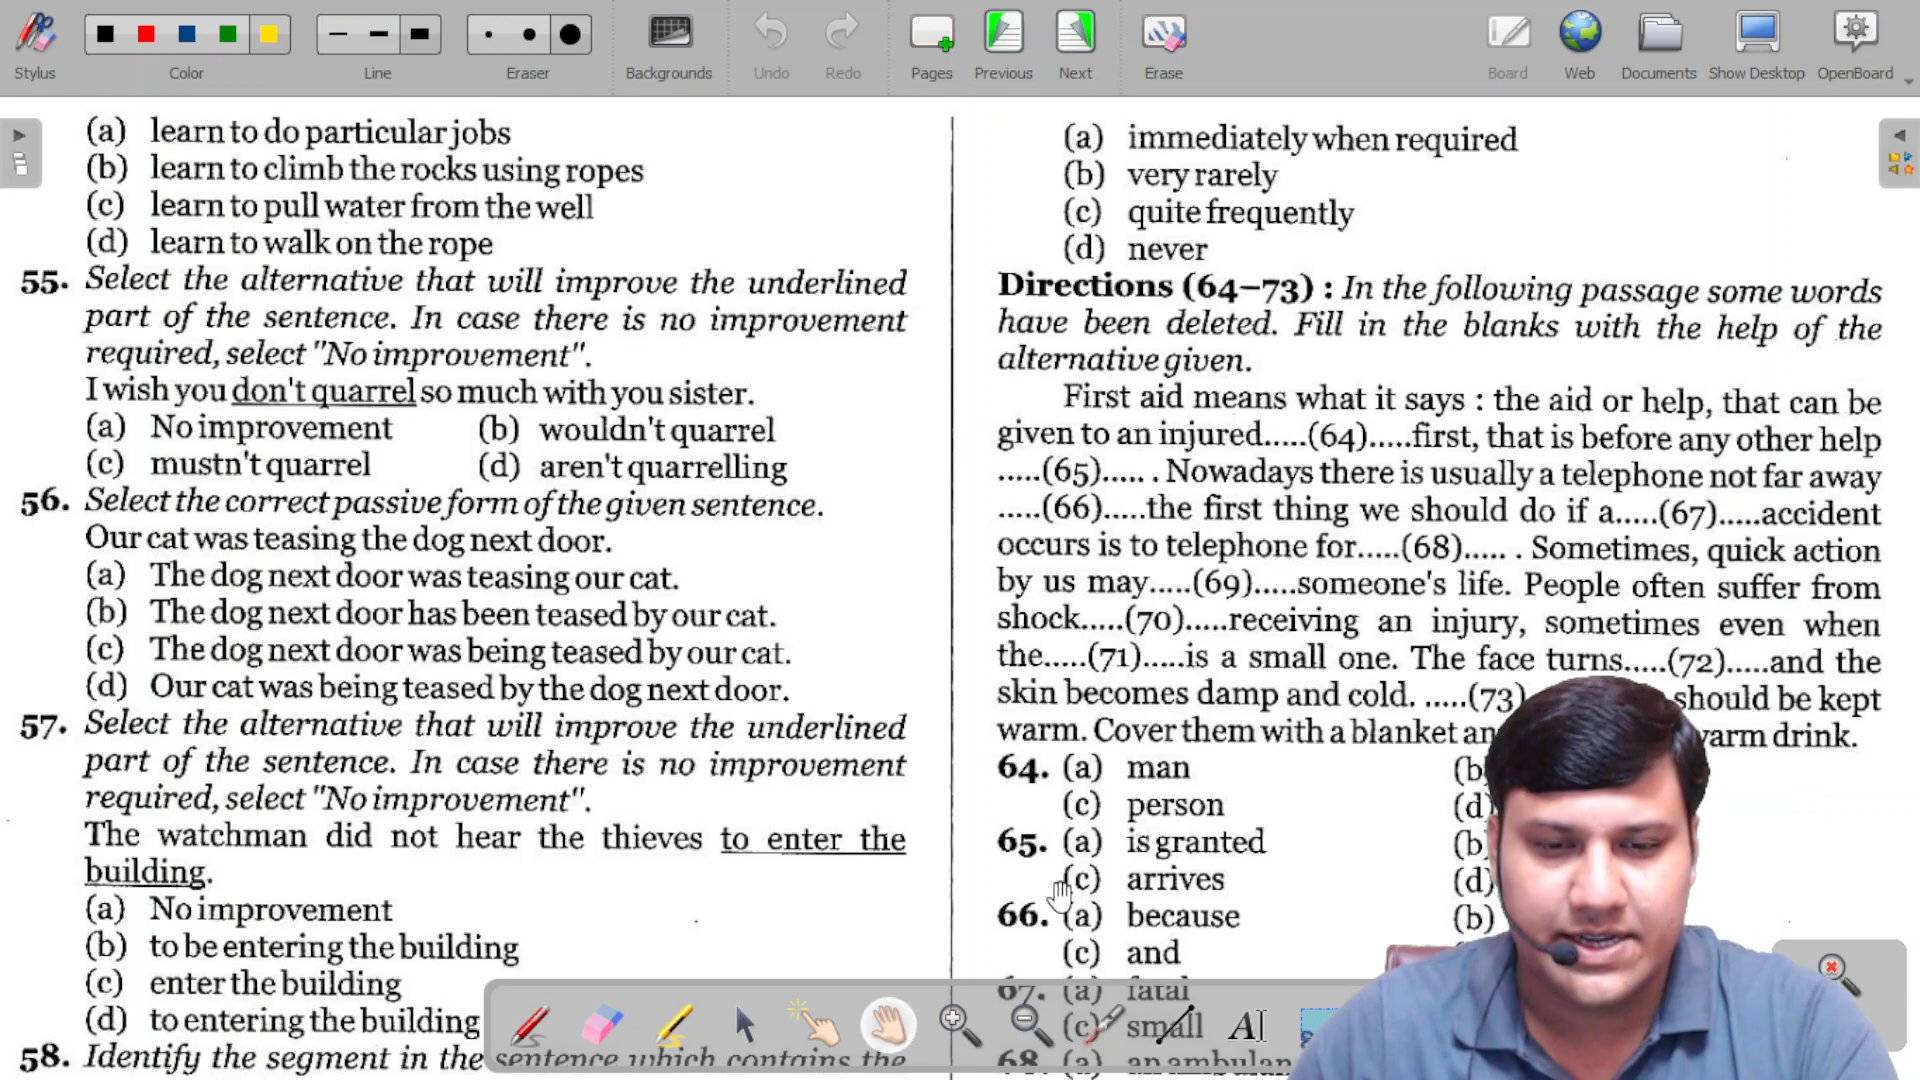 Stylus
Color
Line
Eraser
Backgrounds
Undo
Redo
Pages
Previous
Next
Erase
Board
Web
Documents
Show Desktop
OpenBoard
(a) learn to do particular jobs
(b) learn to climb the rocks using ropes
(c) learn to pull water from the well
(d) learn to walk on the rope
55. Select the alternative that will improve the underlined
part of the sentence. In case there is no improvement
required, select "No improvement".
I wish you don't quarrel so much with you sister.
(a) No improvement (b) wouldn't quarrel
(c) mustn't quarrel (d) aren't quarrelling
56. Select the correct passive form of the given sentence.
Our cat was teasing the dog next door.
(a) The dog next door was teasing our cat.
(b) The dog next door has been teased by our cat.
(c) The dog next door was being teased by our cat.
(d) Our cat was being teased by the dog next door.
57. Select the alternative that will improve the underlined
part of the sentence. In case there is no improvement
required, select "No improvement".
The watchman did not hear the thieves to enter the
building.
(a) No improvement
(b) to be entering the building
(c) enter the building
(d) to entering the building
58. Identify the segment in the sentence which contains the
(a) immediately when required
(b) very rarely
(c) quite frequently
(d) never
Directions (64–73) : In the following passage some words
have been deleted. Fill in the blanks with the help of the
alternative given.
First aid means what it says : the aid or help, that can be
given to an injured.....(64).....first, that is before any other help
.....(65)..... . Nowadays there is usually a telephone not far away
.....(66).....the first thing we should do if a.....(67).....accident
occurs is to telephone for.....(68)..... . Sometimes, quick action
by us may.....(69).....someone's life. People often suffer from
shock.....(70).....receiving an injury, sometimes even when
the.....(71).....is a small one. The face turns.....(72).....and the
skin becomes damp and cold. .....(73) should be kept
warm. Cover them with a blanket warm drink.
64. (a) man (b)
(c) person (d)
65. (a) is granted (b)
(c) arrives (d)
66. (a) because (b)
(c) and
67. (a) fatal
(c) small
68. (a)